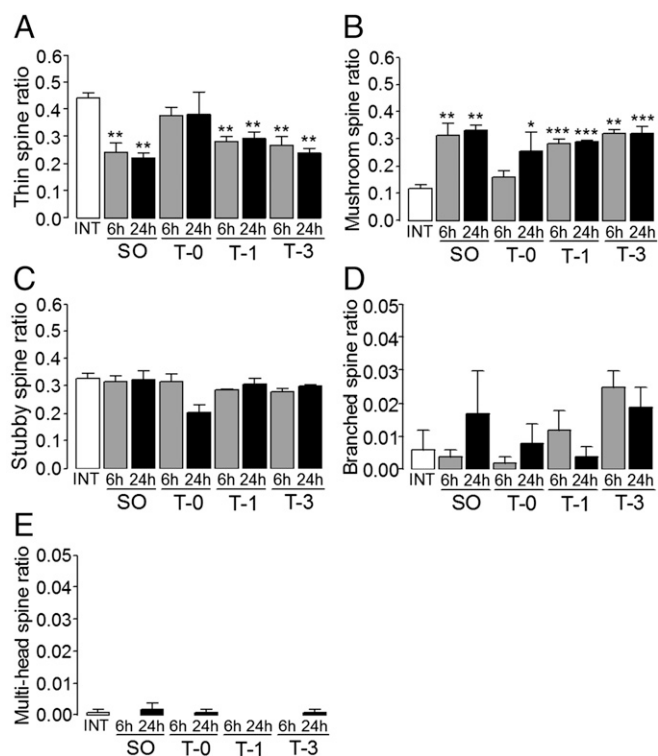 A
Thin spine ratio
0.6
0.5
0.4
0.3
0.2
0.1
0.0
** ** ** ** ** **
INT 6h 24h 6h 24h 6h 24h 6h 24h
SO T-0 T-1 T-3
B
Mushroom spine ratio
0.6
0.5
0.4
0.3
0.2
0.1
0.0
** ** * *** *** ** ***
INT 6h 24h 6h 24h 6h 24h 6h 24h
SO T-0 T-1 T-3
C
Stubby spine ratio
0.6
0.5
0.4
0.3
0.2
0.1
0.0
INT 6h 24h 6h 24h 6h 24h 6h 24h
SO T-0 T-1 T-3
D
Branched spine ratio
0.05
0.04
0.03
0.02
0.01
0.00
INT 6h 24h 6h 24h 6h 24h 6h 24h
SO T-0 T-1 T-3
E
Multi-head spine ratio
0.05
0.04
0.03
0.02
0.01
0.00
INT 6h 24h 6h 24h 6h 24h 6h 24h
SO T-0 T-1 T-3